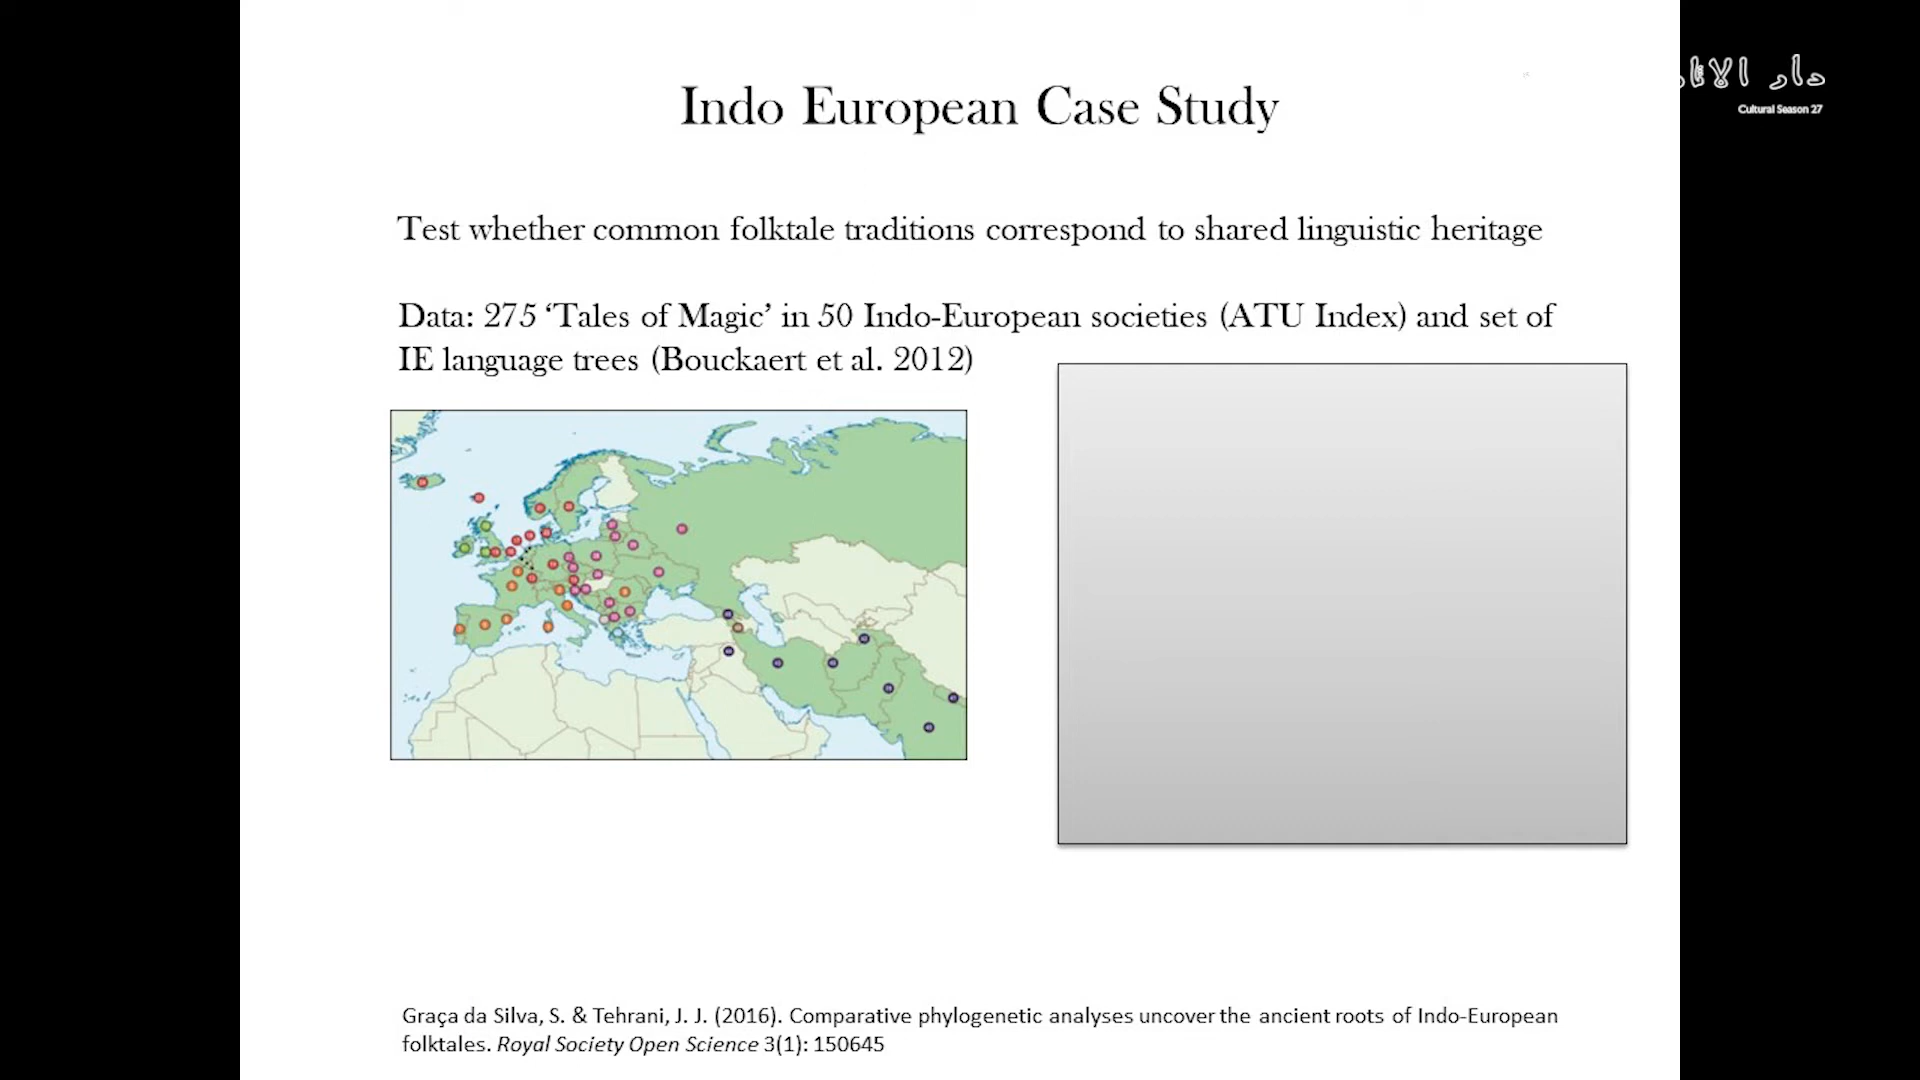 Indo European Case Study
دار الآثار
Cultural Season 27
Test whether common folktale traditions correspond to shared linguistic heritage
Data: 275 ‘Tales of Magic’ in 50 Indo-European societies (ATU Index) and set of
IE language trees (Bouckaert et al. 2012)
Graça da Silva, S. & Tehrani, J. J. (2016). Comparative phylogenetic analyses uncover the ancient roots of Indo-European
folktales. Royal Society Open Science 3(1): 150645